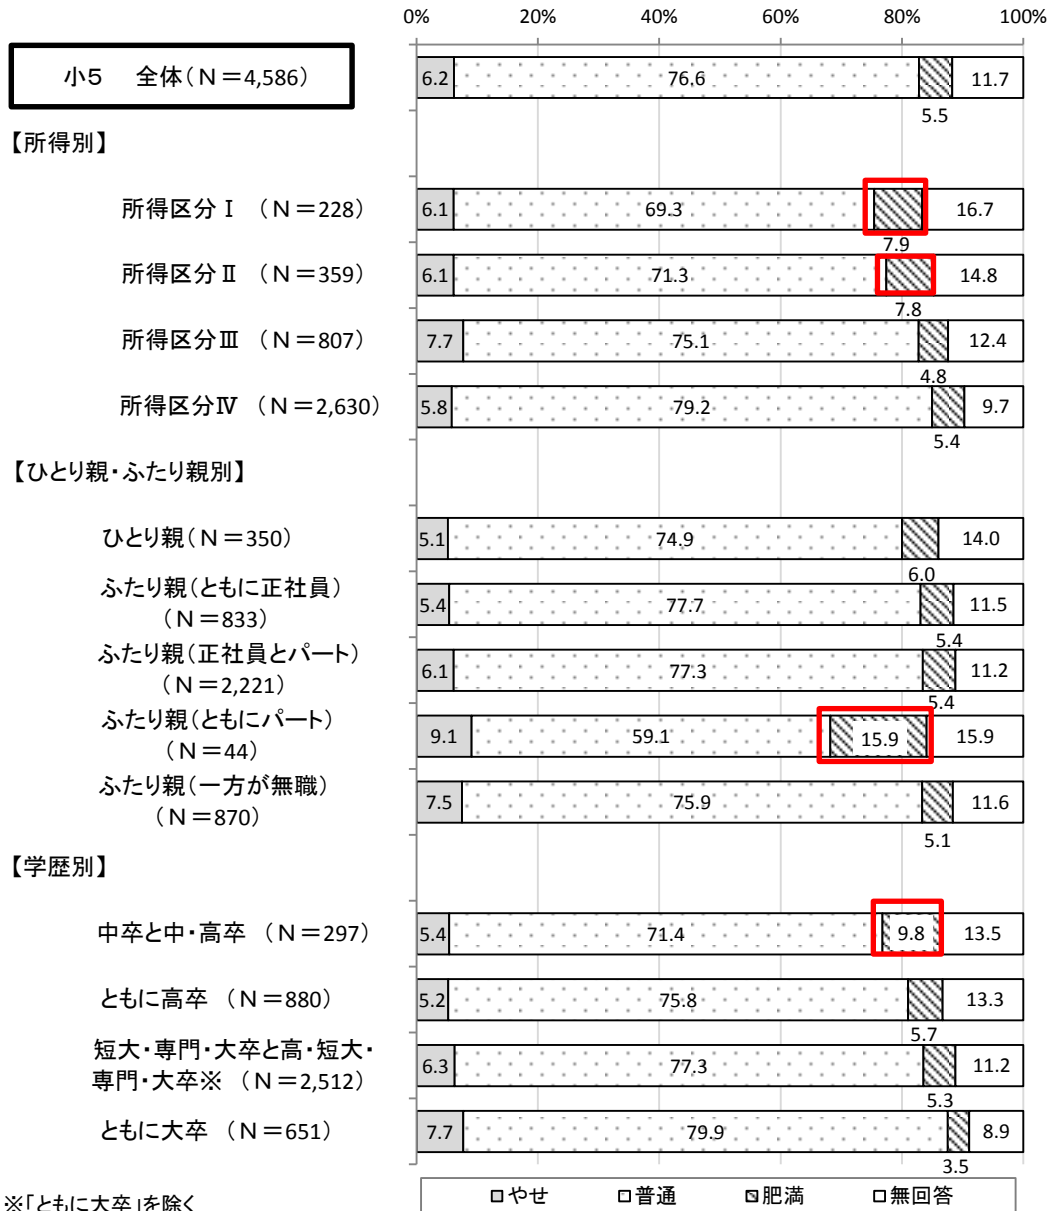 0% 20% 40% 60% 80% 100%
小5 全体(N=4,586) 6.2 76.6 11.7
5.5
【所得別】
所得区分Ⅰ (N=228) 6.1 69.3 16.7
7.9
所得区分Ⅱ (N=359) 6.1 71.3 14.8
7.8
所得区分Ⅲ (N=807) 7.7 75.1 12.4
4.8
所得区分Ⅳ (N=2,630) 5.8 79.2 9.7
5.4
【ひとり親・ふたり親別】
ひとり親(N=350) 5.1 74.9 14.0
6.0
ふたり親(ともに正社員)
(N=833) 5.4 77.7 11.5
5.4
ふたり親(正社員とパート)
(N=2,221) 6.1 77.3 11.2
5.4
ふたり親(ともにパート)
(N=44) 9.1 59.1 15.9 15.9
ふたり親(一方が無職)
(N=870) 7.5 75.9 11.6
5.1
【学歴別】
中卒と中・高卒 (N=297) 5.4 71.4 9.8 13.5
ともに高卒 (N=880) 5.2 75.8 13.3
5.7
短大・専門・大卒と高・短大・
専門・大卒※ (N=2,512) 6.3 77.3 11.2
5.3
ともに大卒 (N=651) 7.7 79.9 8.9
3.5
※「ともに大卒」を除く
やせ 普通 肥満 無回答